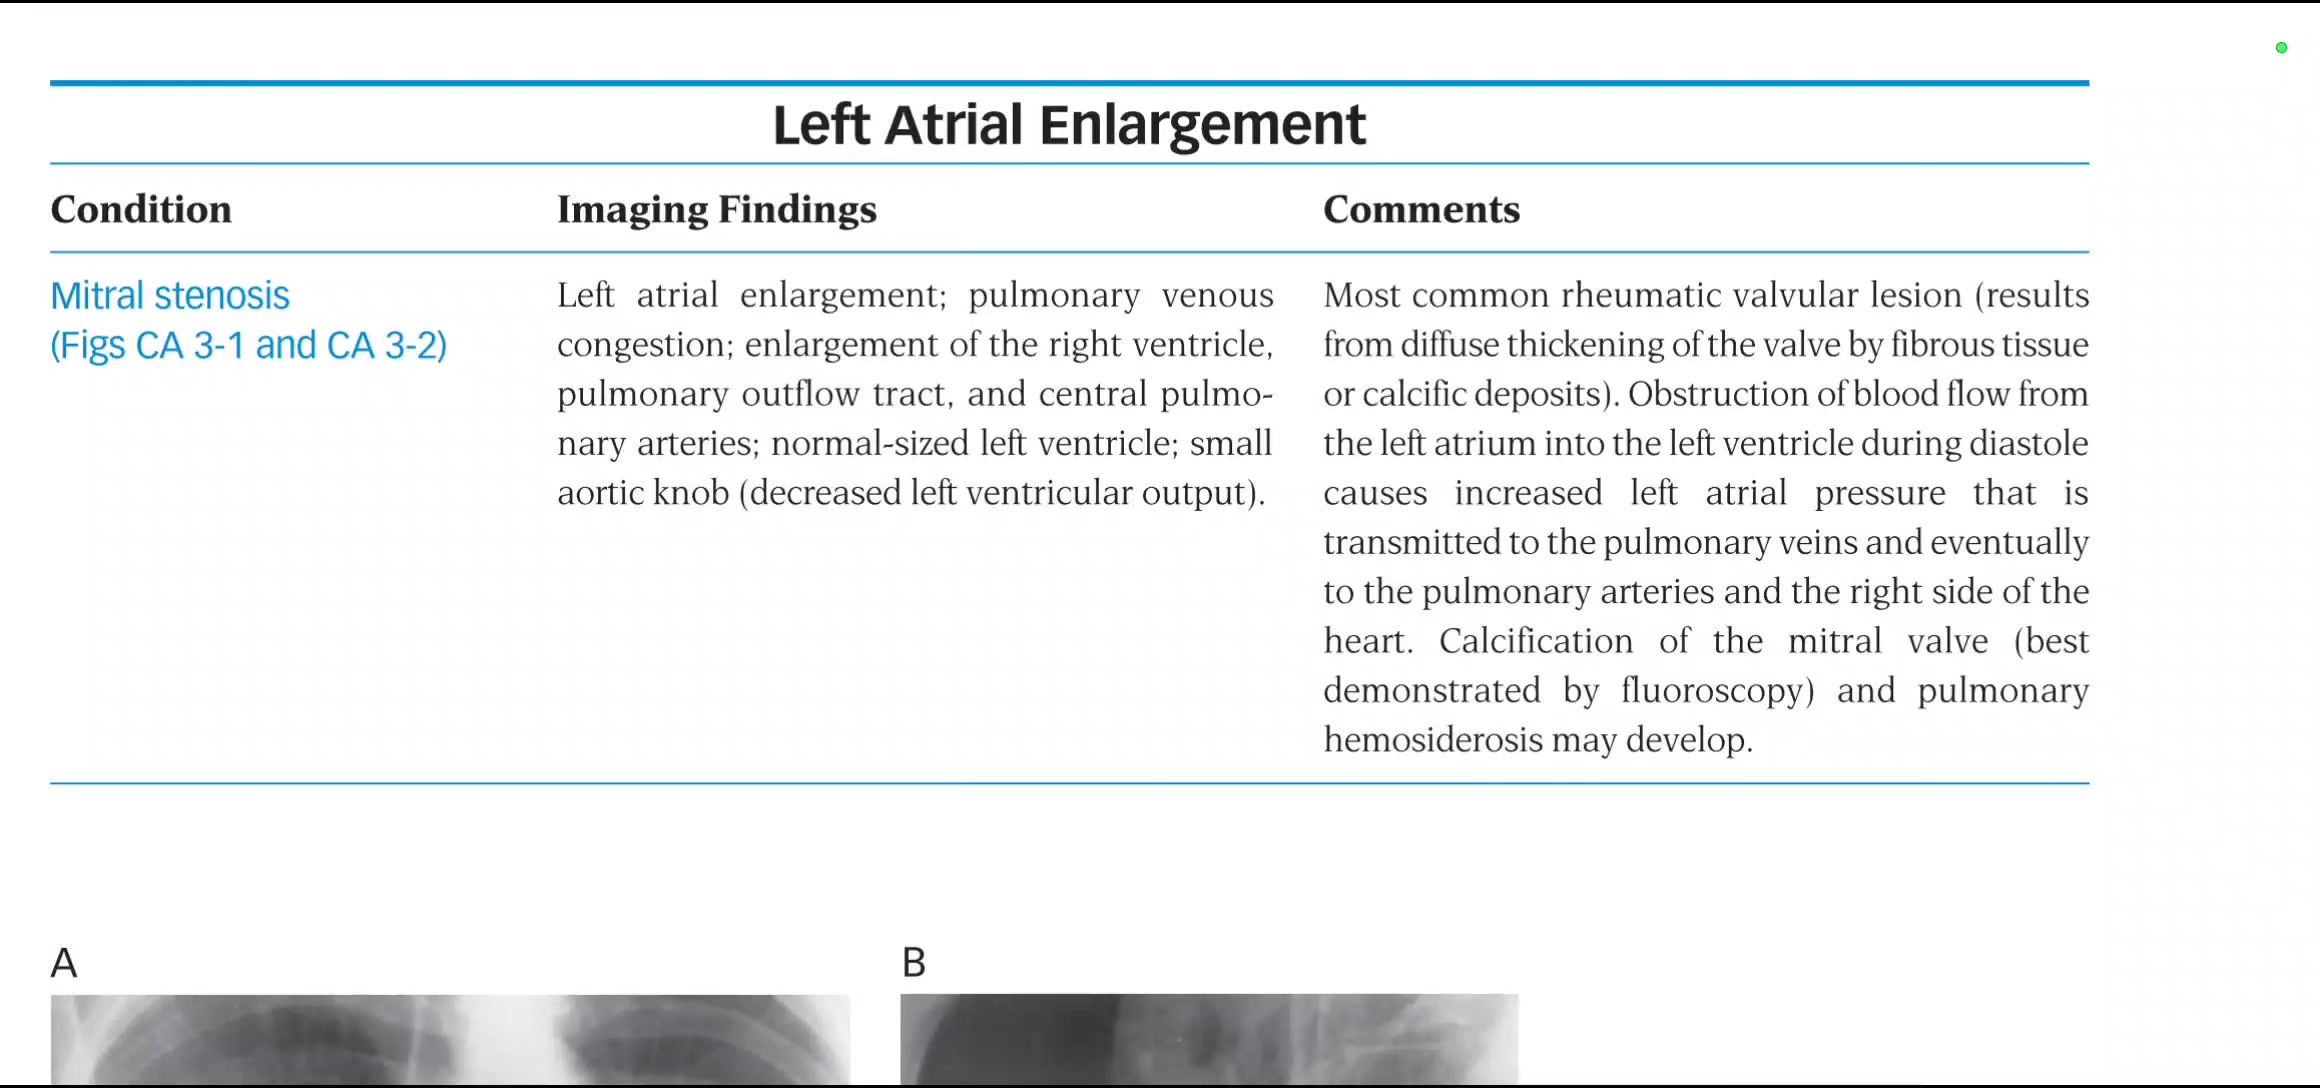 Left Atrial Enlargement
Condition
Imaging Findings
Comments
Mitral stenosis
(Figs CA 3-1 and CA 3-2)
Left atrial enlargement; pulmonary venous
congestion; enlargement of the right ventricle,
pulmonary outflow tract, and central pulmo-
nary arteries; normal-sized left ventricle; small
aortic knob (decreased left ventricular output).
Most common rheumatic valvular lesion (results
from diffuse thickening of the valve by fibrous tissue
or calcific deposits). Obstruction of blood flow from
the left atrium into the left ventricle during diastole
causes increased left atrial pressure that is
transmitted to the pulmonary veins and eventually
to the pulmonary arteries and the right side of the
heart. Calcification of the mitral valve (best
demonstrated by fluoroscopy) and pulmonary
hemosiderosis may develop.
A
B